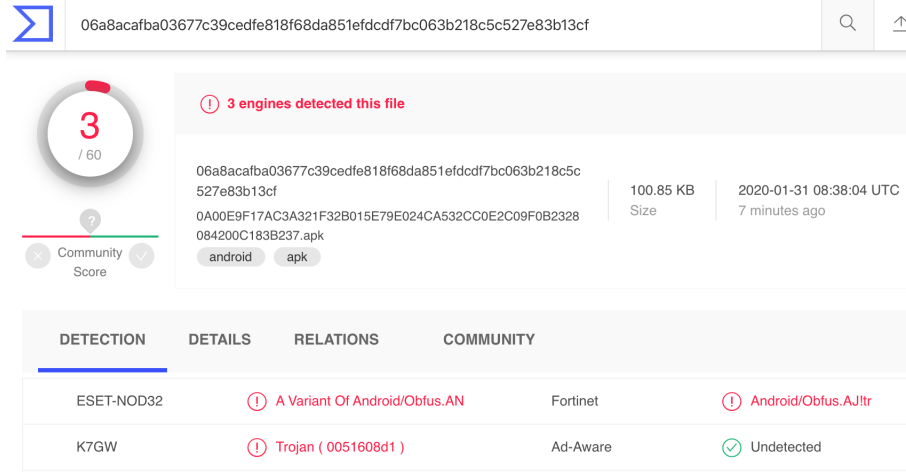 06a8acafba03677c39cedfe818f68da851efdcdf7bc063b218c5c527e83b13cf
3
/ 60
?
Community
Score
3 engines detected this file
06a8acafba03677c39cedfe818f68da851efdcdf7bc063b218c5c
527e83b13cf
0A00E9F17AC3A321F32B015E79E024CA532CC0E2C09F0B2328
084200C183B237.apk
android apk
100.85 KB
Size
2020-01-31 08:38:04 UTC
7 minutes ago
DETECTION DETAILS RELATIONS COMMUNITY
ESET-NOD32 A Variant Of Android/Obfus.AN Fortinet Android/Obfus.AJ!tr
K7GW Trojan ( 0051608d1 ) Ad-Aware Undetected